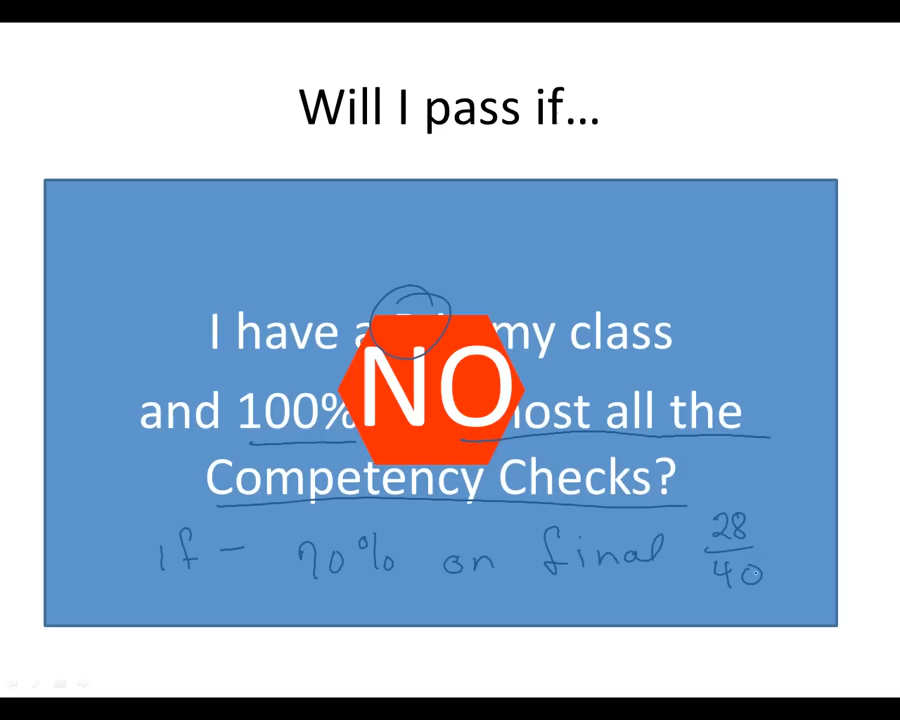 Will I pass if...
I have a my class
and 100% all the
NO
Competency Checks?
if - 70% on final 28
40